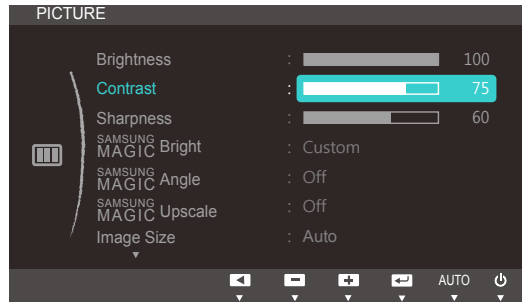 PICTURE
Brightness : 100
Contrast : 75
Sharpness : 60
SAMSUNG MAGIC Bright : Custom
SAMSUNG MAGIC Angle : Off
SAMSUNG MAGIC Upscale : Off
Image Size : Auto
AUTO